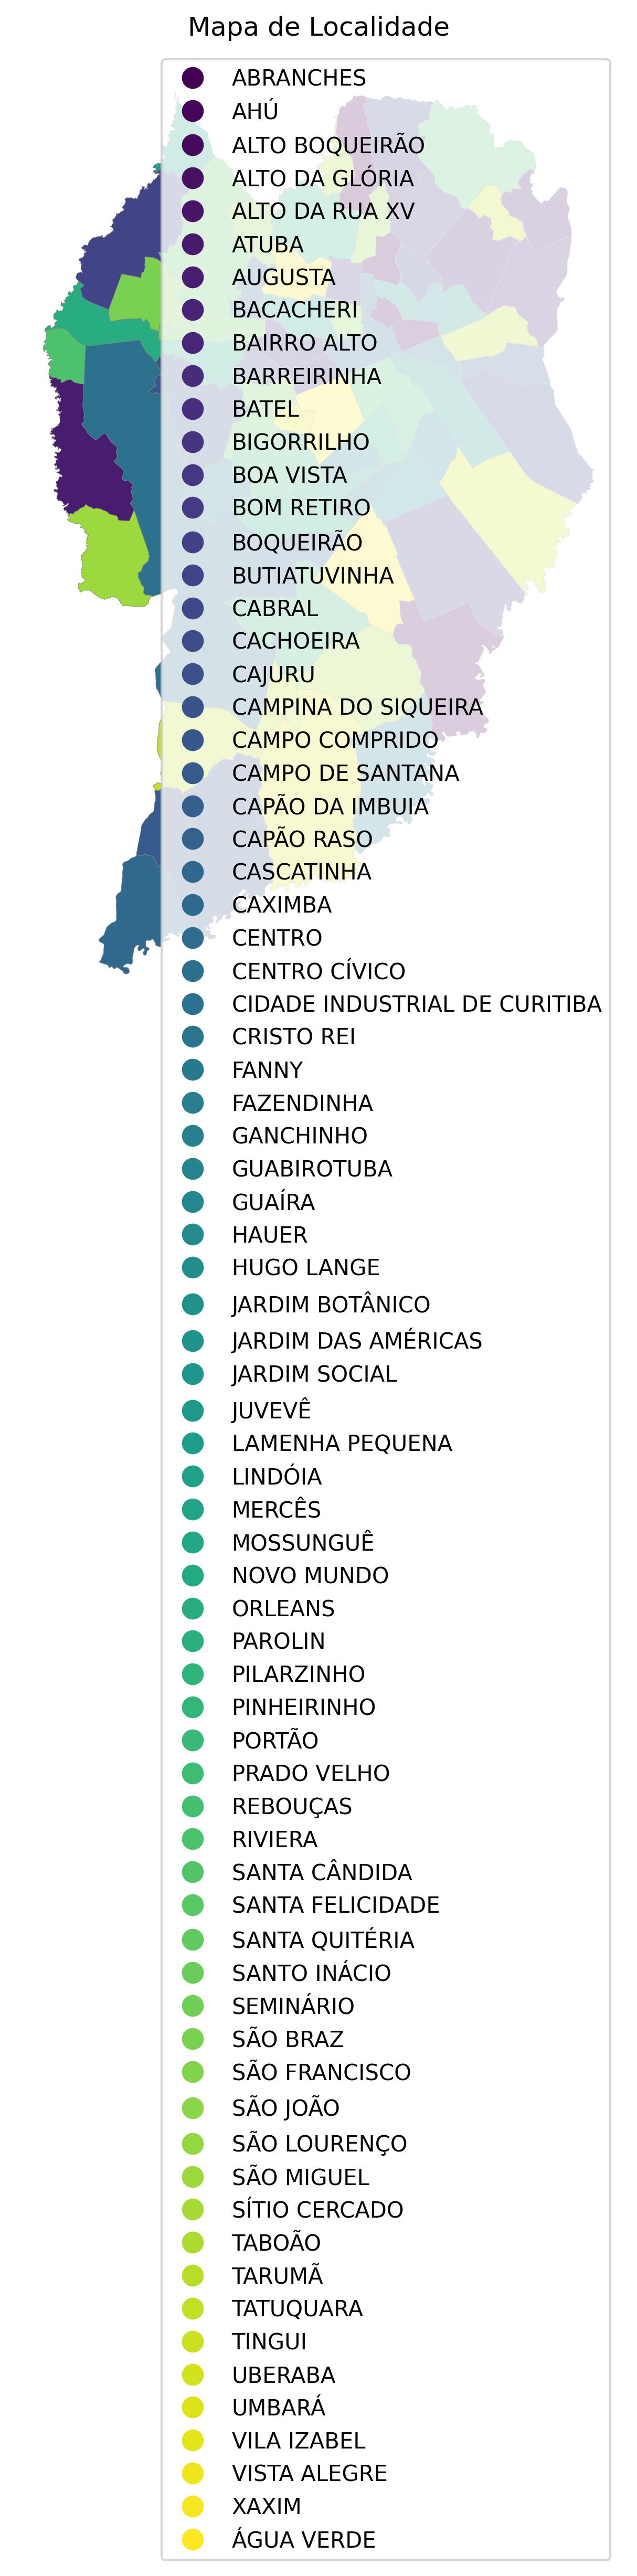 Mapa de Localidade
ABRANCHES
AHÚ
ALTO BOQUEIRÃO
ALTO DA GLÓRIA
ALTO DA RUA XV
ATUBA
AUGUSTA
BACACHERI
BAIRRO ALTO
BARREIRINHA
BATEL
BIGORRILHO
BOA VISTA
BOM RETIRO
BOQUEIRÃO
BUTIATUVINHA
CABRAL
CACHOEIRA
CAJURU
CAMPINA DO SIQUEIRA
CAMPO COMPRIDO
CAMPO DE SANTANA
CAPÃO DA IMBUIA
CAPÃO RASO
CASCATINHA
CAXIMBA
CENTRO
CENTRO CÍVICO
CIDADE INDUSTRIAL DE CURITIBA
CRISTO REI
FANNY
FAZENDINHA
GANCHINHO
GUABIROTUBA
GUAÍRA
HAUER
HUGO LANGE
JARDIM BOTÂNICO
JARDIM DAS AMÉRICAS
JARDIM SOCIAL
JUVEVÊ
LAMENHA PEQUENA
LINDÓIA
MERCÊS
MOSSUNGUÊ
NOVO MUNDO
ORLEANS
PAROLIN
PILARZINHO
PINHEIRINHO
PORTÃO
PRADO VELHO
REBOUÇAS
RIVIERA
SANTA CÂNDIDA
SANTA FELICIDADE
SANTA QUITÉRIA
SANTO INÁCIO
SEMINÁRIO
SÃO BRAZ
SÃO FRANCISCO
SÃO JOÃO
SÃO LOURENÇO
SÃO MIGUEL
SÍTIO CERCADO
TABOÃO
TARUMÃ
TATUQUARA
TINGUI
UBERABA
UMBARÁ
VILA IZABEL
VISTA ALEGRE
XAXIM
ÁGUA VERDE